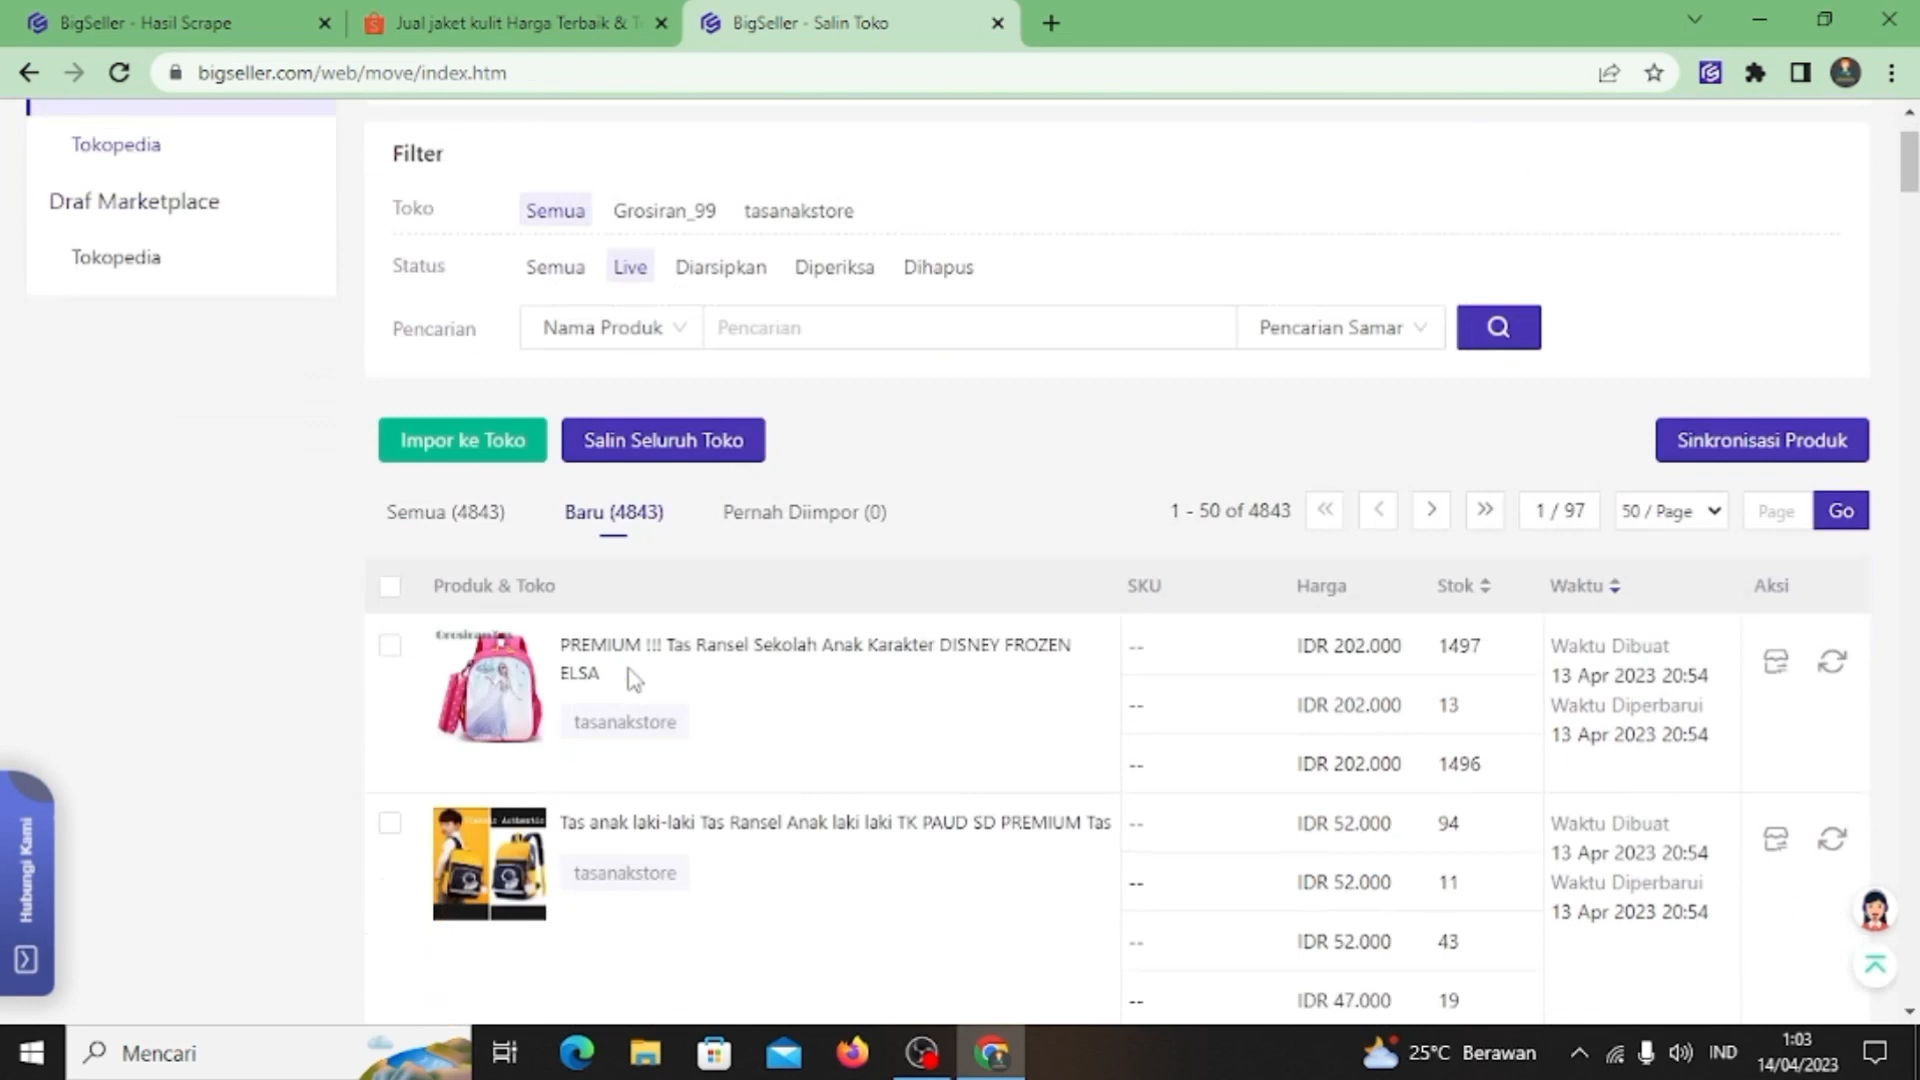 BigSeller - Hasil Scrape
Jual jaket kulit Harga Terbaik & T
BigSeller - Salin Toko
bigseller.com/web/move/index.htm
Tokopedia
Draf Marketplace
Tokopedia
Filter
Toko Semua Grosiran_99 tasanakstore
Status Semua Live Diarsipkan Diperiksa Dihapus
Pencarian Nama Produk Pencarian Pencarian Samar
Impor ke Toko Salin Seluruh Toko Sinkronisasi Produk
Semua (4843) Baru (4843) Pernah Diimpor (0) 1 - 50 of 4843 1 / 97 50 / Page Page Go
Produk & Toko SKU Harga Stok Waktu Aksi
PREMIUM !!! Tas Ransel Sekolah Anak Karakter DISNEY FROZEN
ELSA
tasanakstore
-- IDR 202.000 1497
-- IDR 202.000 13
-- IDR 202.000 1496
Waktu Dibuat
13 Apr 2023 20:54
Waktu Diperbarui
13 Apr 2023 20:54
Tas anak laki-laki Tas Ransel Anak laki laki TK PAUD SD PREMIUM Tas
tasanakstore
-- IDR 52.000 94
-- IDR 52.000 11
-- IDR 52.000 43
-- IDR 47.000 19
Waktu Dibuat
13 Apr 2023 20:54
Waktu Diperbarui
13 Apr 2023 20:54
Hubungi Kami
Mencari
25°C Berawan
IND
1:03
14/04/2023